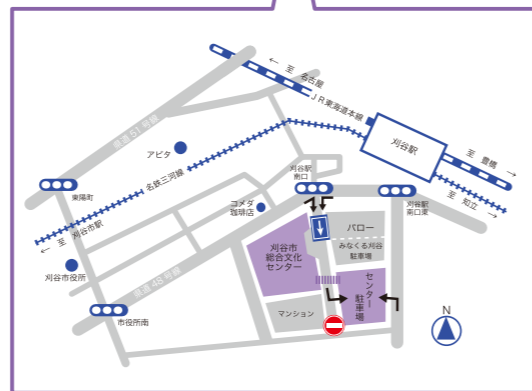 ← 至 名古屋
JR東海道本線
県道51号線
アピタ
刈谷駅
至 豊橋 →
至 知立 →
名鉄三河線
東陽町
刈谷駅
南口
コメダ
珈琲店
刈谷駅
南口東
← 至 刈谷市駅
バロー
みなくる刈谷
駐車場
刈谷市
総合文化
センター
刈谷市役所
県道48号線
センター
駐車場
市役所南
マンション
N